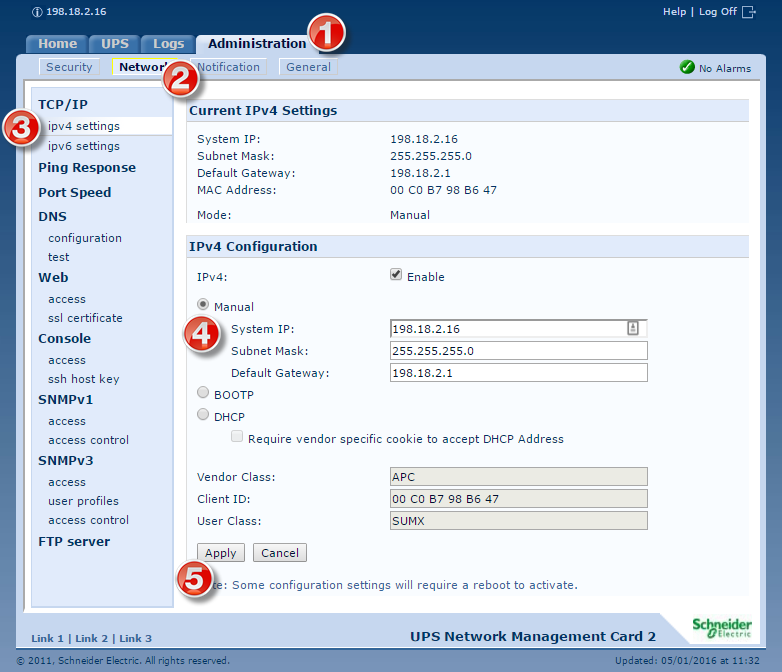 198.18.2.16
Help | Log Off
Home UPS Logs Administration 1
Security Network 2 Notification General
No Alarms
TCP/IP
3 ipv4 settings
ipv6 settings
Ping Response
Port Speed
DNS
configuration
test
Web
access
ssl certificate
Console
access
ssh host key
SNMPv1
access
access control
SNMPv3
access
user profiles
access control
FTP server
Current IPv4 Settings
System IP: 198.18.2.16
Subnet Mask: 255.255.255.0
Default Gateway: 198.18.2.1
MAC Address: 00 C0 B7 98 B6 47
Mode: Manual
IPv4 Configuration
IPv4: Enable
Manual
4 System IP: 198.18.2.16
Subnet Mask: 255.255.255.0
Default Gateway: 198.18.2.1
BOOTP
DHCP
Require vendor specific cookie to accept DHCP Address
Vendor Class: APC
Client ID: 00 C0 B7 98 B6 47
User Class: SUMX
Apply Cancel
5 Some configuration settings will require a reboot to activate.
Link 1 | Link 2 | Link 3
UPS Network Management Card 2
Schneider Electric
© 2011, Schneider Electric. All rights reserved.
Updated: 05/01/2016 at 11:32